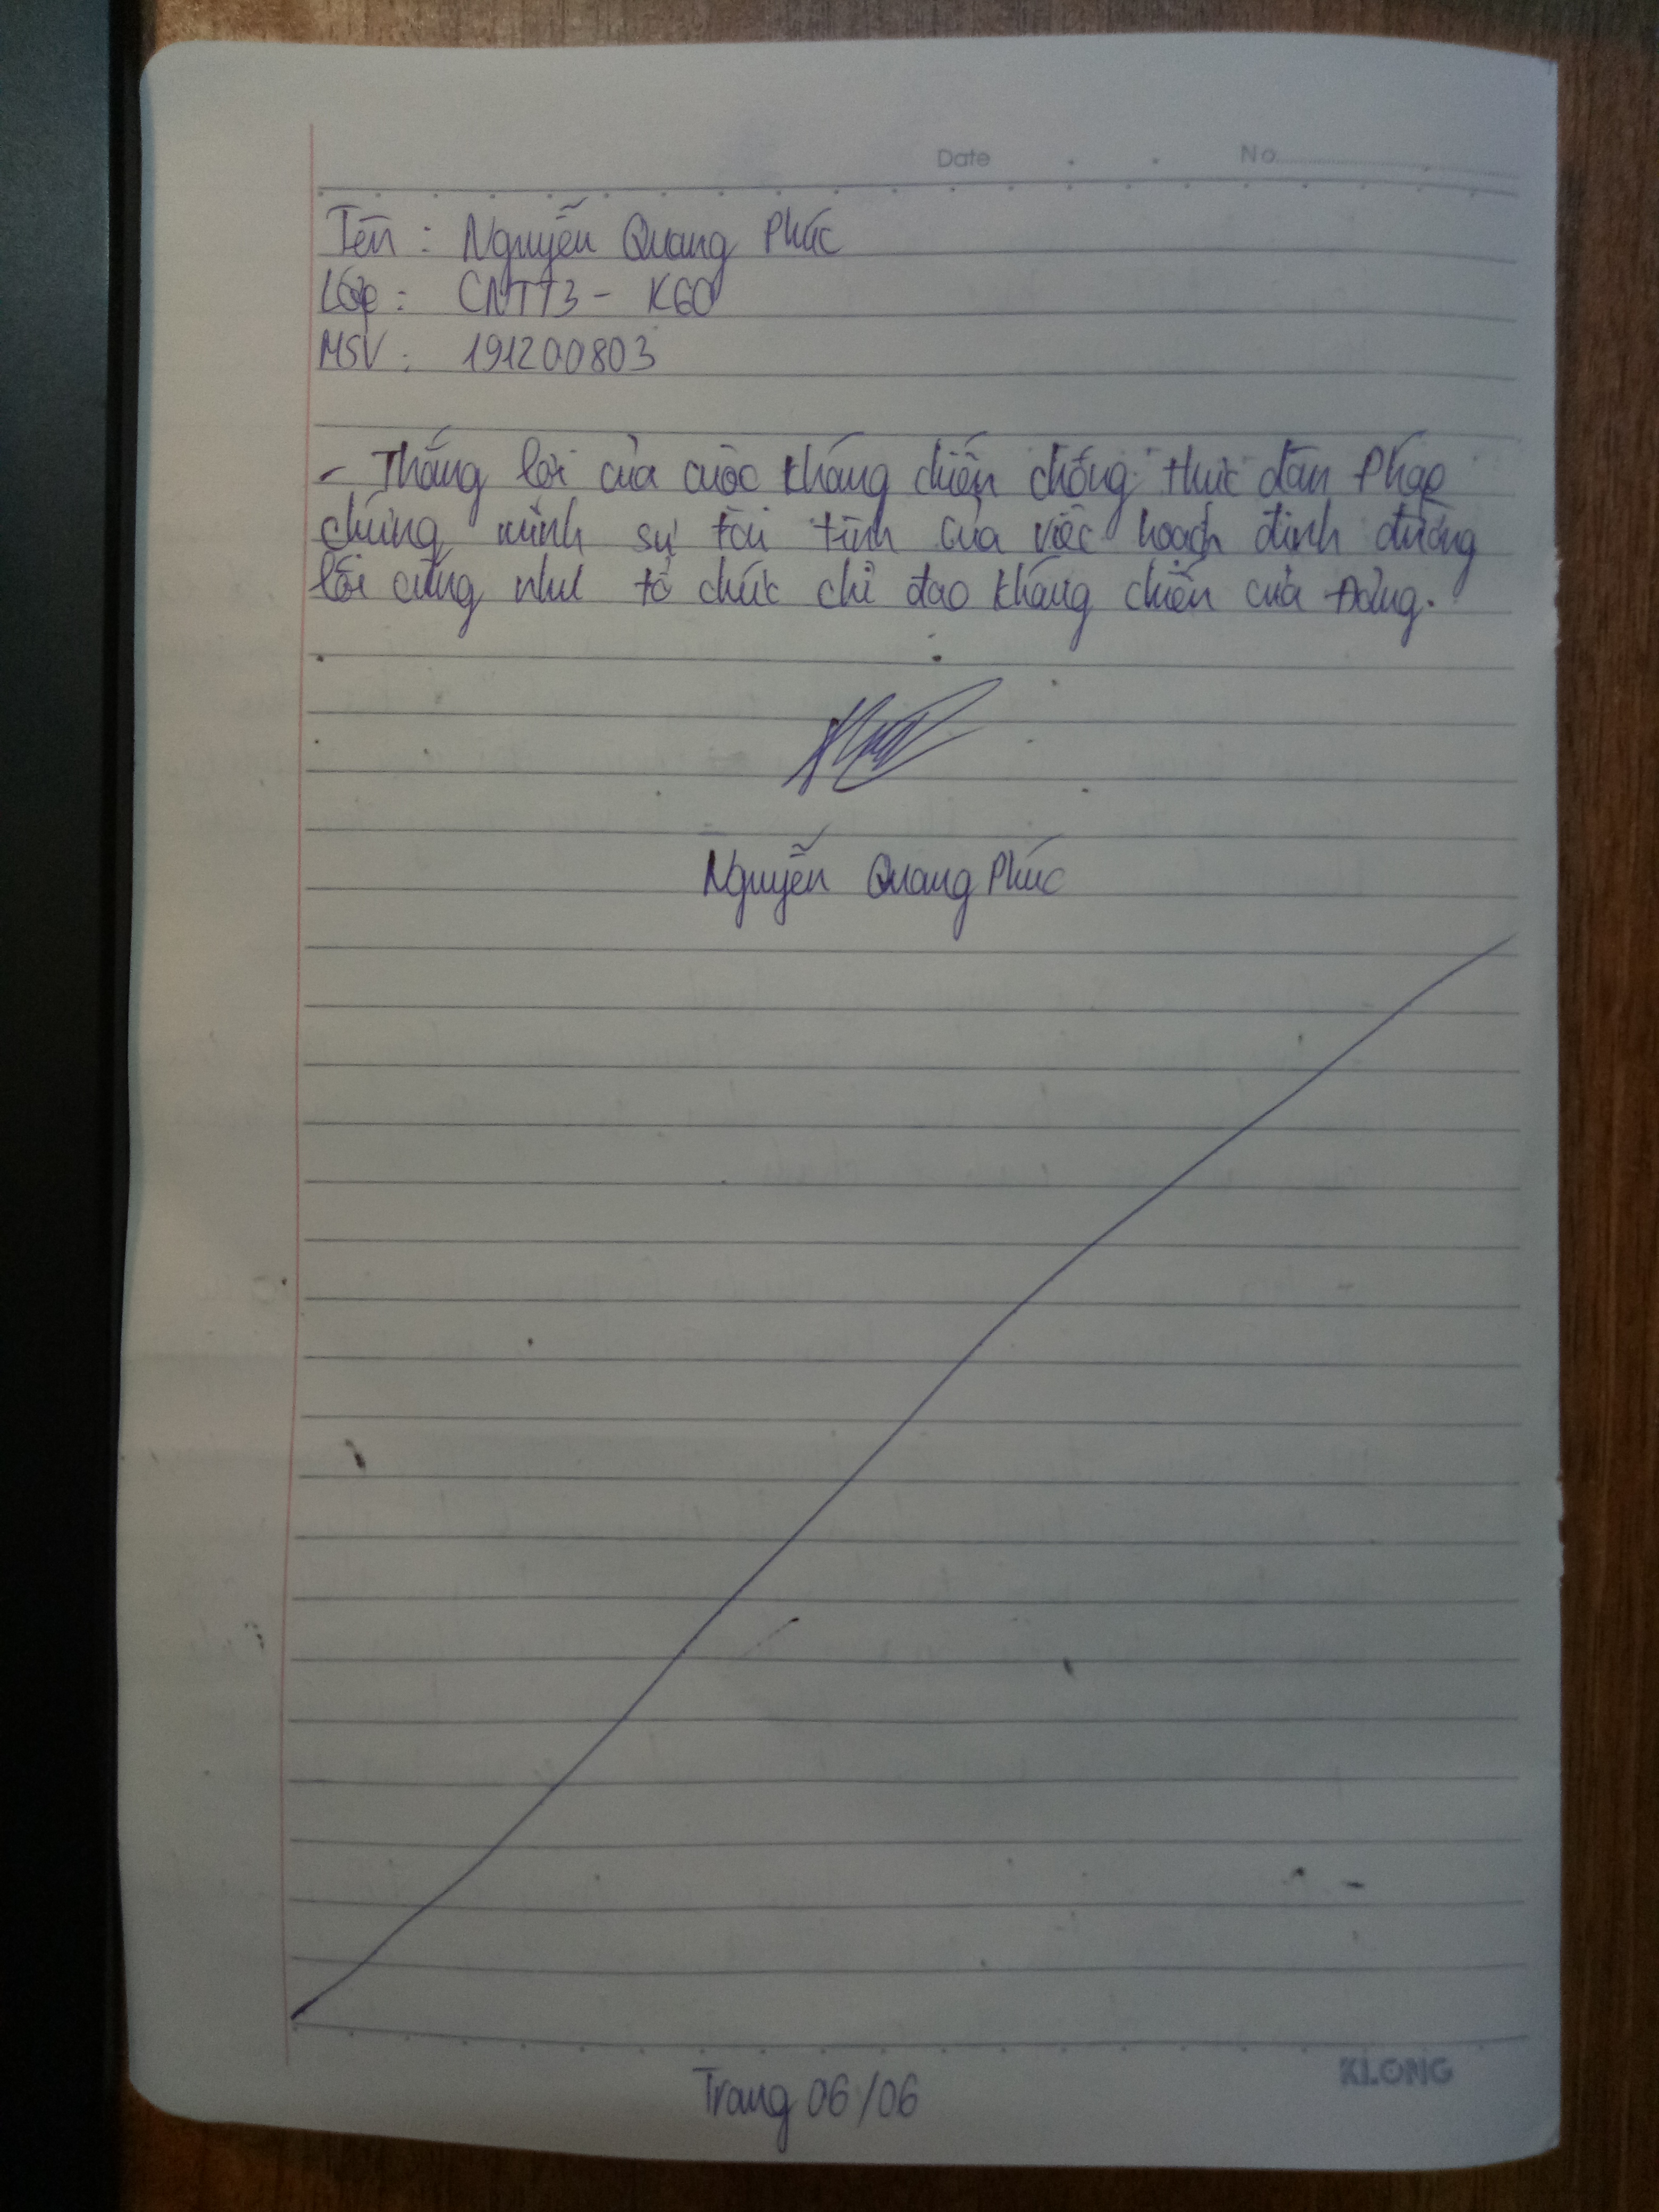 Date . . No
Tên : Nguyễn Quang Phúc
Lớp : CNTT3 - K60
MSV : 191200803
- Thắng lợi của cuộc kháng chiến chống thực dân Pháp
chứng minh sự tài tình của việc hoạch định đường
lối cũng như tổ chức chỉ đạo kháng chiến của Đảng.
Nguyễn Quang Phúc
Trang 06/06
KLONG